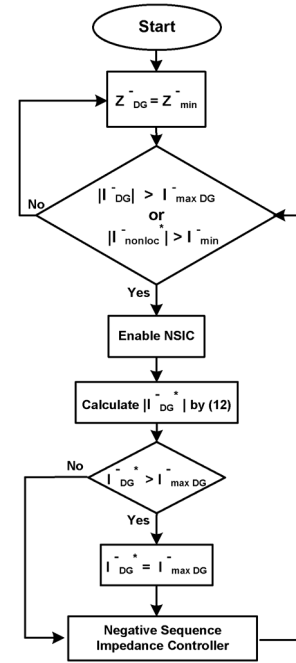 Start
Z⁻DG = Z⁻min
|I⁻DG| > I⁻max DG
or
|I⁻nonloc*| > I⁻min
No
Yes
Enable NSIC
Calculate |I⁻DG*| by (12)
No
I⁻DG* > I⁻max DG
Yes
I⁻DG* = I⁻max DG
Negative Sequence
Impedance Controller